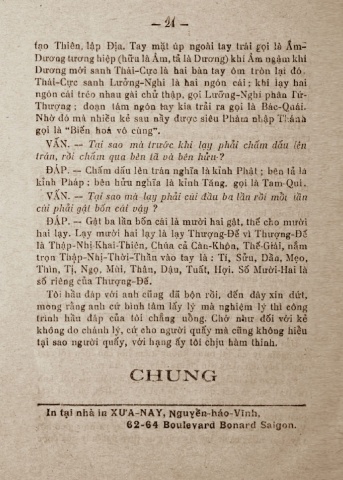 — 24 —
tạo Thiên, lập Địa. Tay mặt úp ngoài tay trái gọi là Âm-
Dương tương hiệp (hữu là Âm, tả là Dương) khí Âm ngậm khí
Dương mới sanh Thái-Cực là hai bàn tay ôm tròn lại đó.
Thái-Cực sanh Lưỡng-Nghi là hai ngón cái ; khi lạy hai
ngón cái tréo nhau gài chữ thập, gọi Lưỡng-Nghi phân Tứ-
Thượng ; đoạn tám ngón tay kia trải ra gọi là Bác-Quái.
Nhờ đó mà nhiều kẻ sau nầy được siêu Phàm nhập Thánh
gọi là “Biến hoá vô cùng”.
VẤN. — Tại sao mà trước khi lạy phải chấm dấu lên
trán, rồi chấm qua bên tã và bên hữu ?
ĐÁP. — Chấm dấu lên trán nghĩa là kỉnh Phật ; bên tả là
kỉnh Pháp : bên hữu nghĩa là kỉnh Tăng, gọi là Tam-Qui.
VẤN. — Tại sao mà lạy phải cúi đầu ba lần rồi mỗi lần
cúi phải gật bốn cái vậy ?
ĐÁP. — Gật ba lần bốn cái là mười hai gật, thế cho mười
hai lạy. Lạy mười hai lạy là lạy Thượng-Đế vì Thượng-Đế
là Thập-Nhị-Khai-Thiên, Chúa cả Càn-Khôn, Thế-Giái, nắm
trọn Thập-Nhị-Thời-Thần vào tay là : Tí, Sửu, Dần, Mẹo,
Thìn, Tị, Ngọ, Mùi, Thân, Dậu, Tuất, Hợi. Số Mười-Hai là
số riêng của Thượng-Đế.
Tôi hầu đáp với anh cũng đã bộn rồi, đến đây xin dứt,
mong rằng anh cứ bình tâm lấy lý mà nghiệm lý thì công
trình hầu đáp của tôi chẳng uổng. Chớ như đối với kẻ
không do chánh lý, cứ cho người quấy mà cũng không hiểu
tại sao người quấy, với hạng ấy tôi chịu hàm thinh.
CHUNG
In tại nhà in XƯA-NAY, Nguyễn-háo-Vĩnh,
62-64 Boulevard Bonard Saigon.